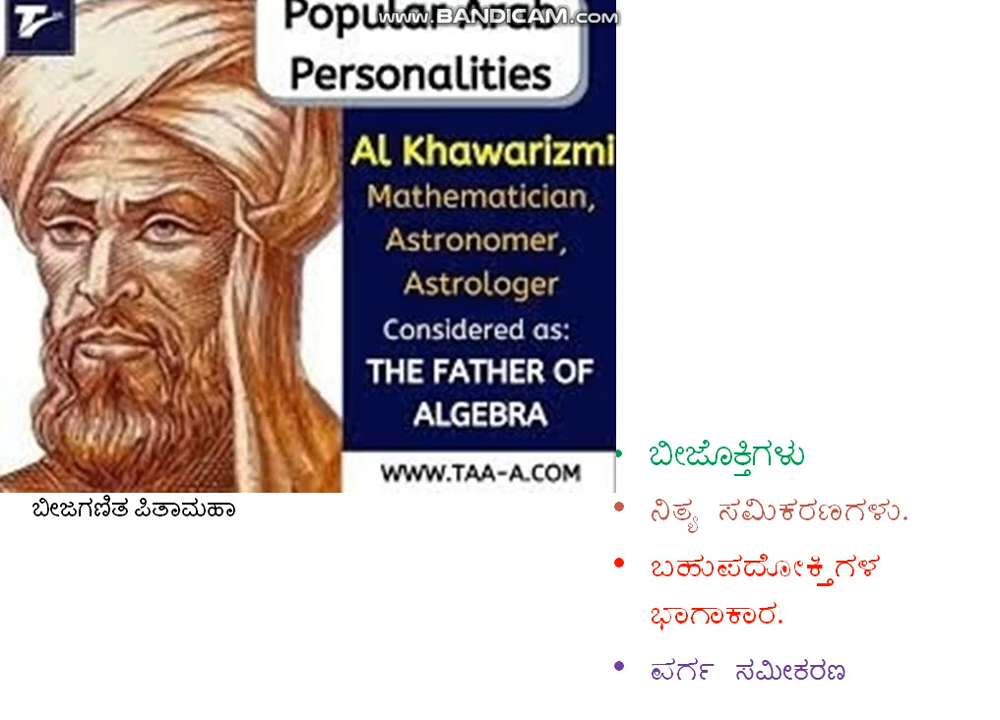 www.BANDICAM.com
Popular Arab
Personalities
Al Khawarizmi
Mathematician,
Astronomer,
Astrologer
Considered as:
THE FATHER OF
ALGEBRA
WWW.TAA-A.COM
ಬೀಜಗಣಿತ ಪಿತಾಮಹಾ
• ಬೀಜೊಕ್ತಿಗಳು
• ನಿತ್ಯ ಸಮಿಕರಣಗಳು.
• ಬಹುಪದೋಕ್ತಿಗಳ
ಭಾಗಾಕಾರ.
• ವರ್ಗ ಸಮೀಕರಣ